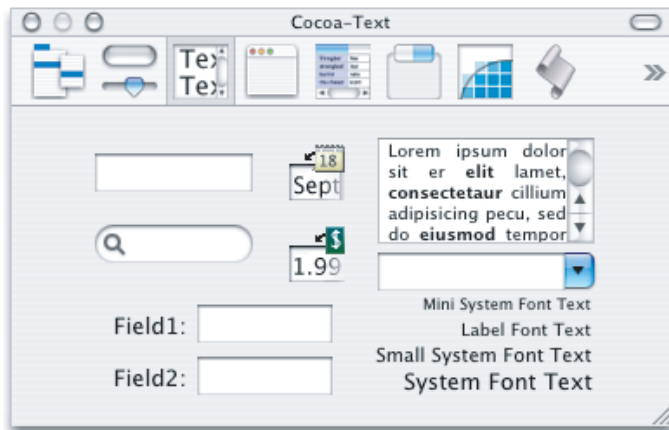 Cocoa-Text
Tex
Tex
18
Sept
Lorem ipsum dolor
sit er elit lamet,
consectetaur cillium
adipisicing pecu, sed
do eiusmod tempor
$
1.99
Field1:
Field2:
Mini System Font Text
Label Font Text
Small System Font Text
System Font Text